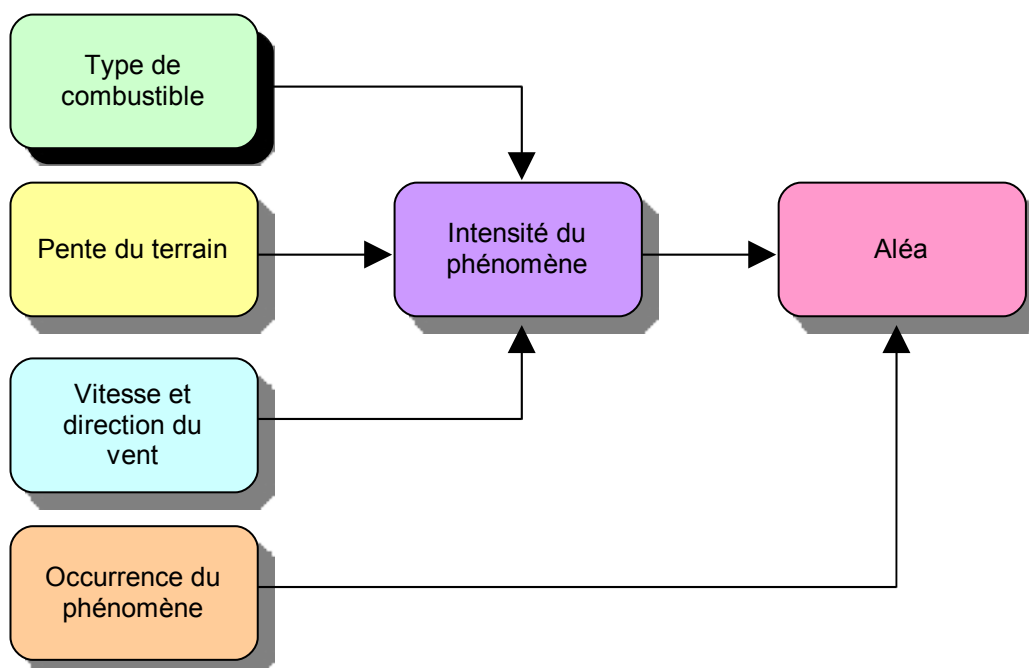 Type de
combustible
Pente du terrain
Intensité du
phénomène
Aléa
Vitesse et
direction du
vent
Occurrence du
phénomène